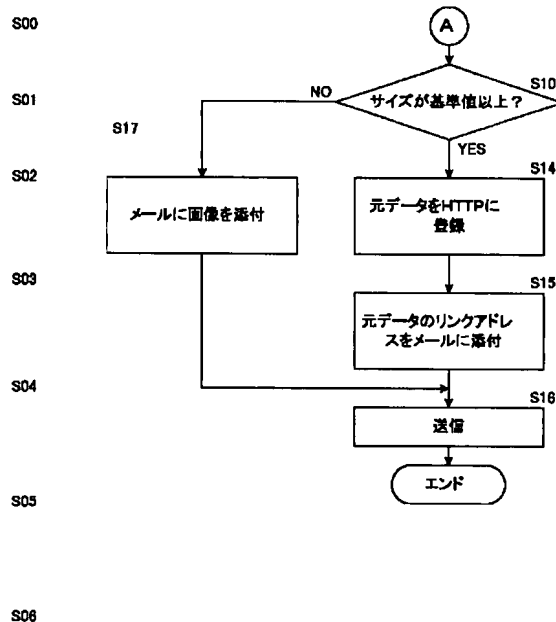 S00
A
S10
サイズが基準値以上？
NO
YES
S01
S17
S02
メールに画像を添付
S14
元データをHTTPに
登録
S03
S15
元データのリンクアドレ
スをメールに添付
S04
S16
送信
エンド
S05
S06